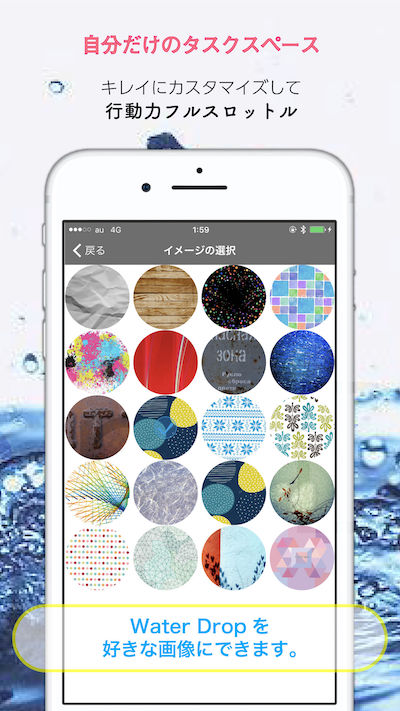 自分だけのタスクスペース
キレイにカスタマイズして
行動力フルスロットル
au 4G 1:59
戻る イメージの選択
ЗОНА
T
Water Drop を
好きな画像にできます。